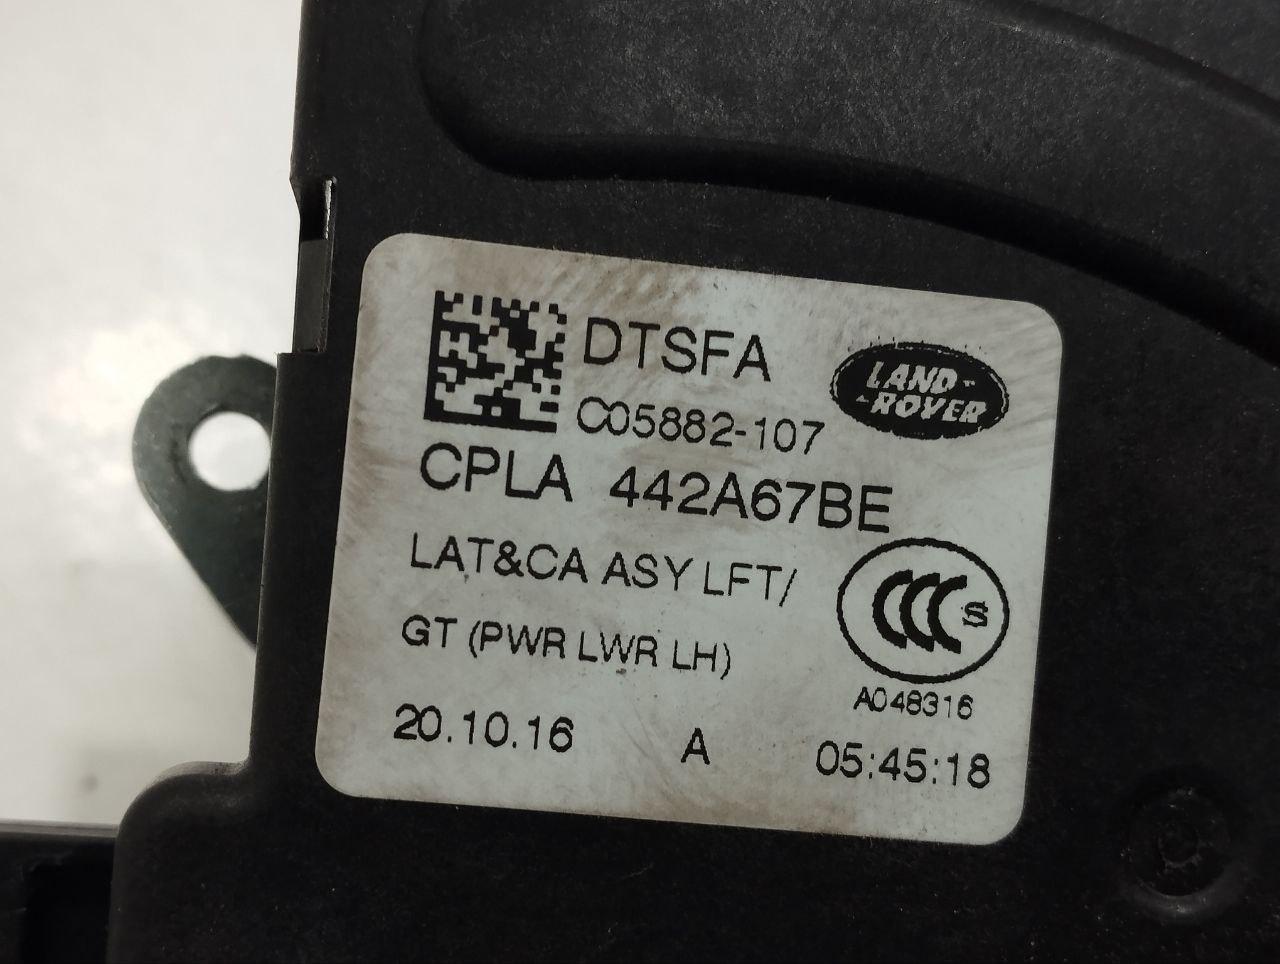 DTSFA
C05882-107
LAND-
-ROVER
CPLA 442A67BE
LAT&CA ASY LFT/
GT (PWR LWR LH)
CCC S
A048316
20.10.16 A 05:45:18